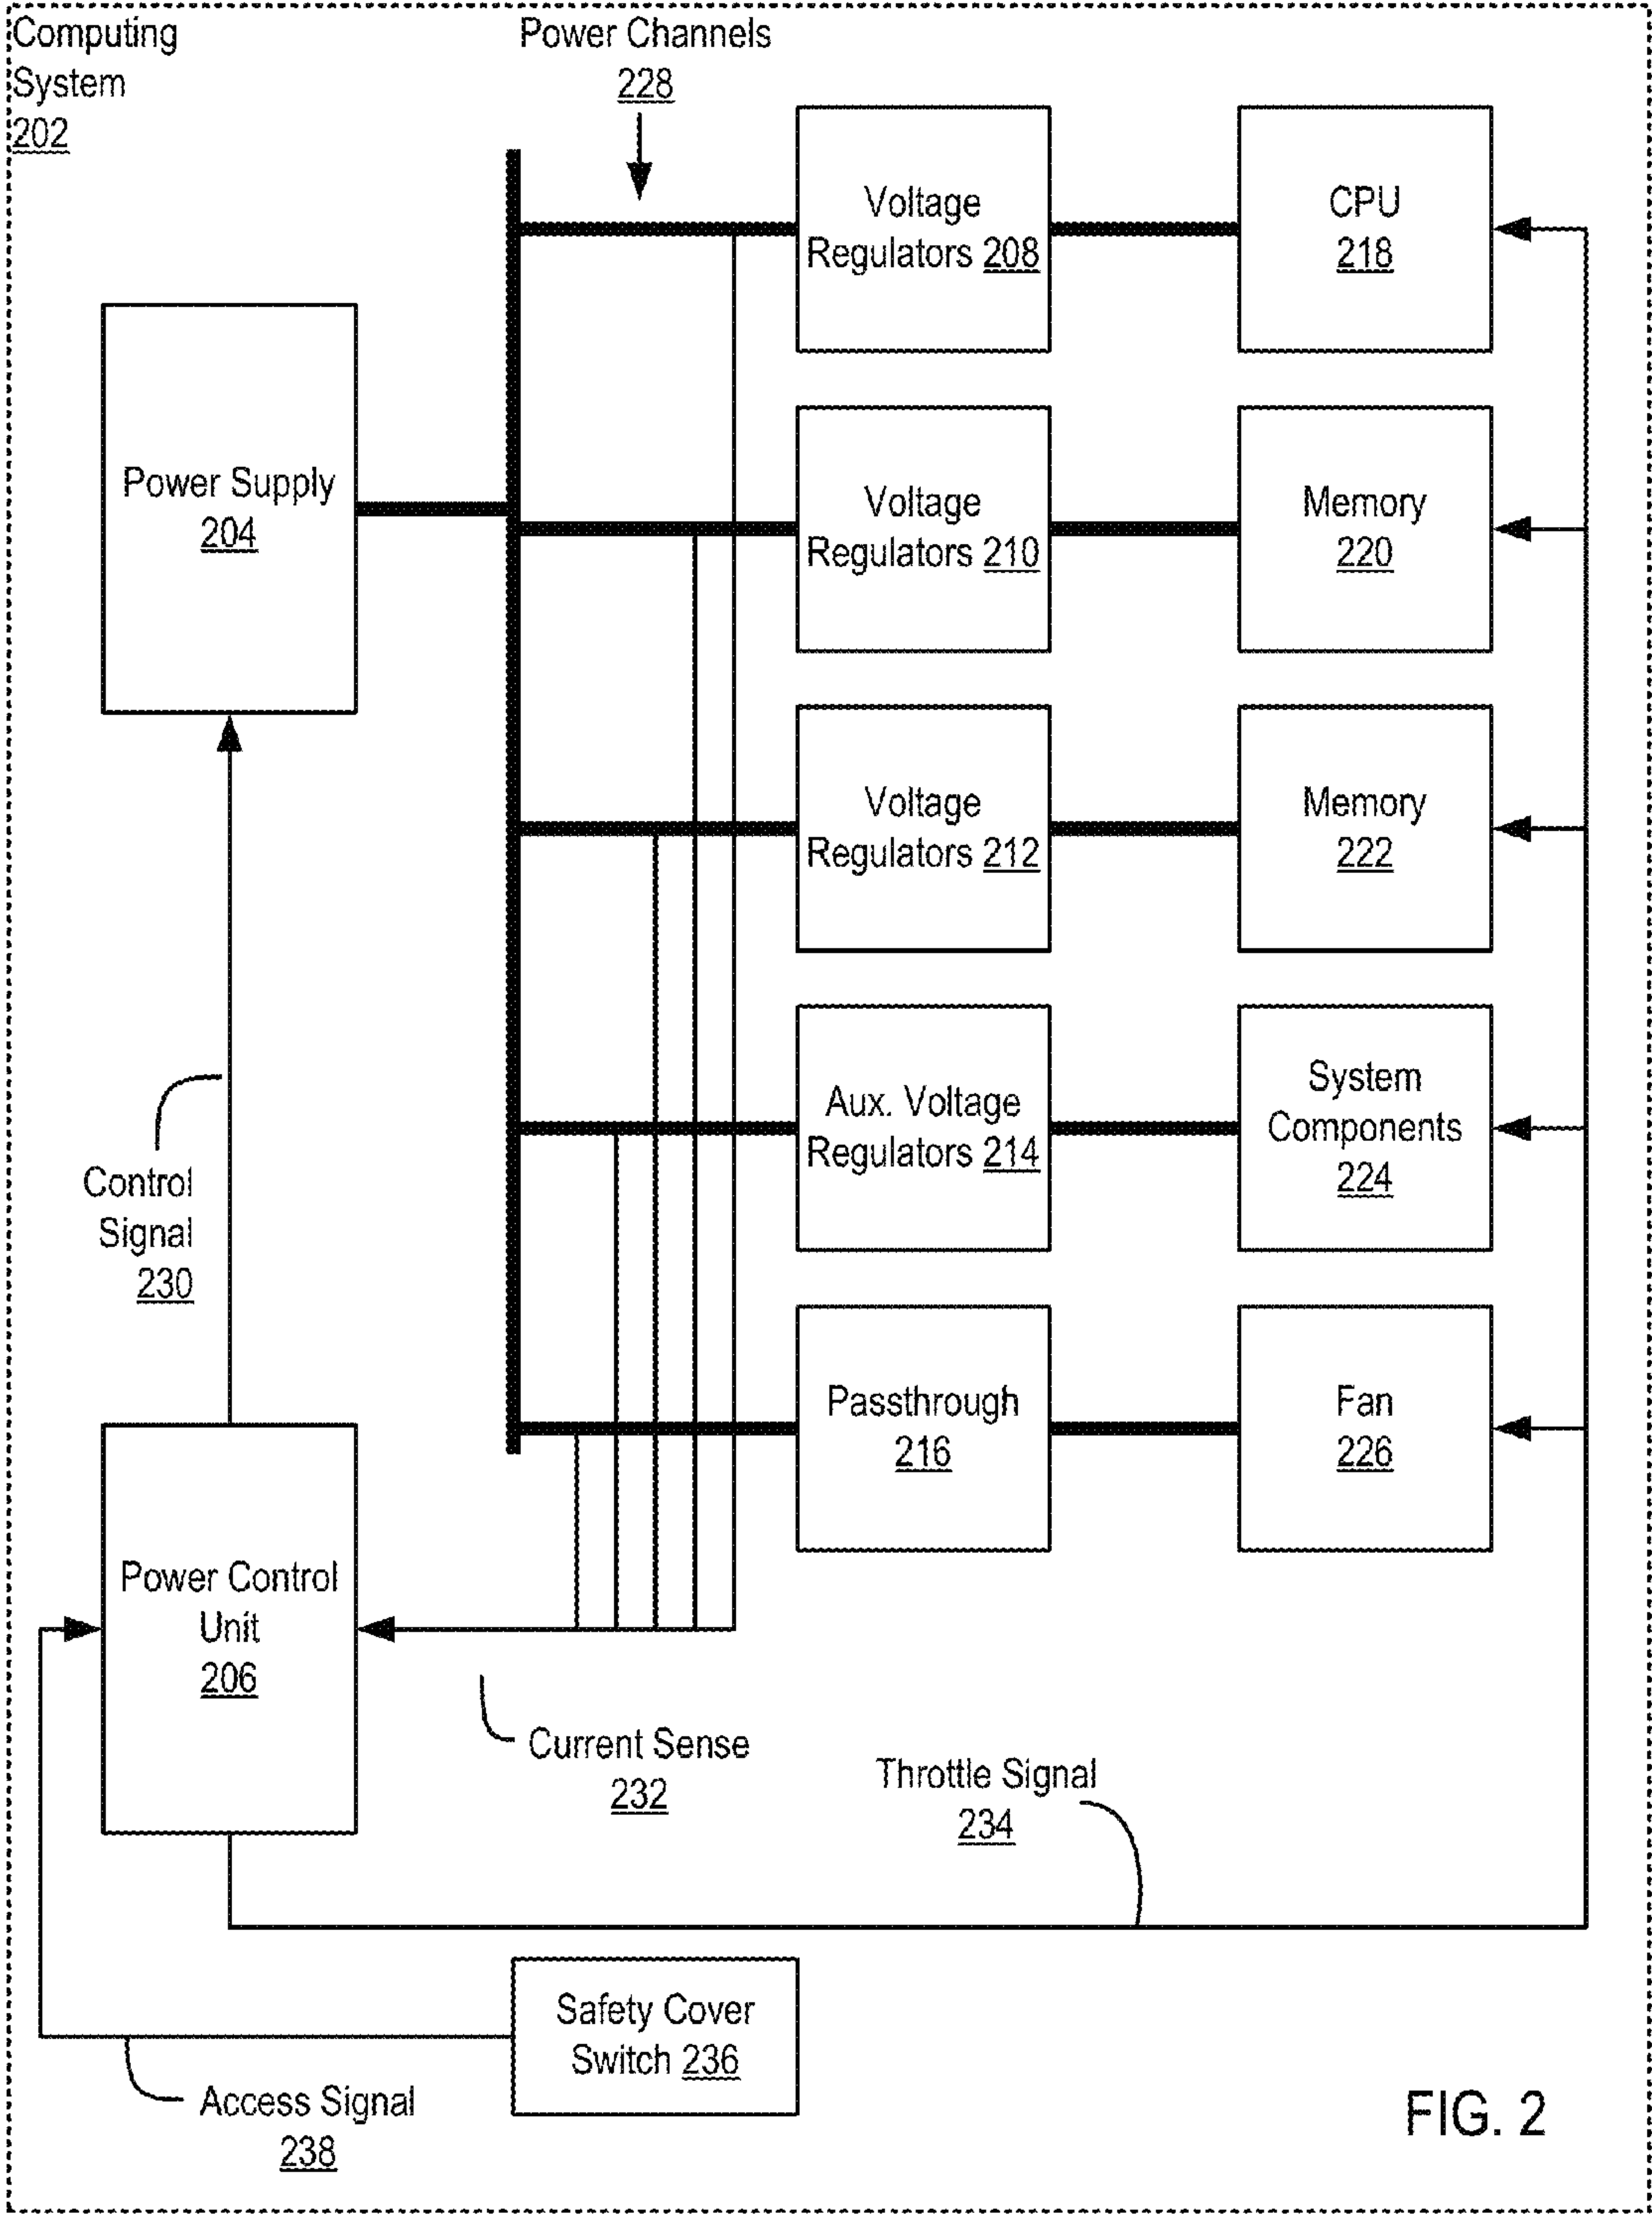 Computing
System
202
Power Channels
228
Voltage
Regulators 208
CPU
218
Power Supply
204
Voltage
Regulators 210
Memory
220
Voltage
Regulators 212
Memory
222
Aux. Voltage
Regulators 214
System
Components
224
Control
Signal
230
Passthrough
216
Fan
226
Power Control
Unit
206
Current Sense
232
Throttle Signal
234
Safety Cover
Switch 236
Access Signal
238
FIG. 2